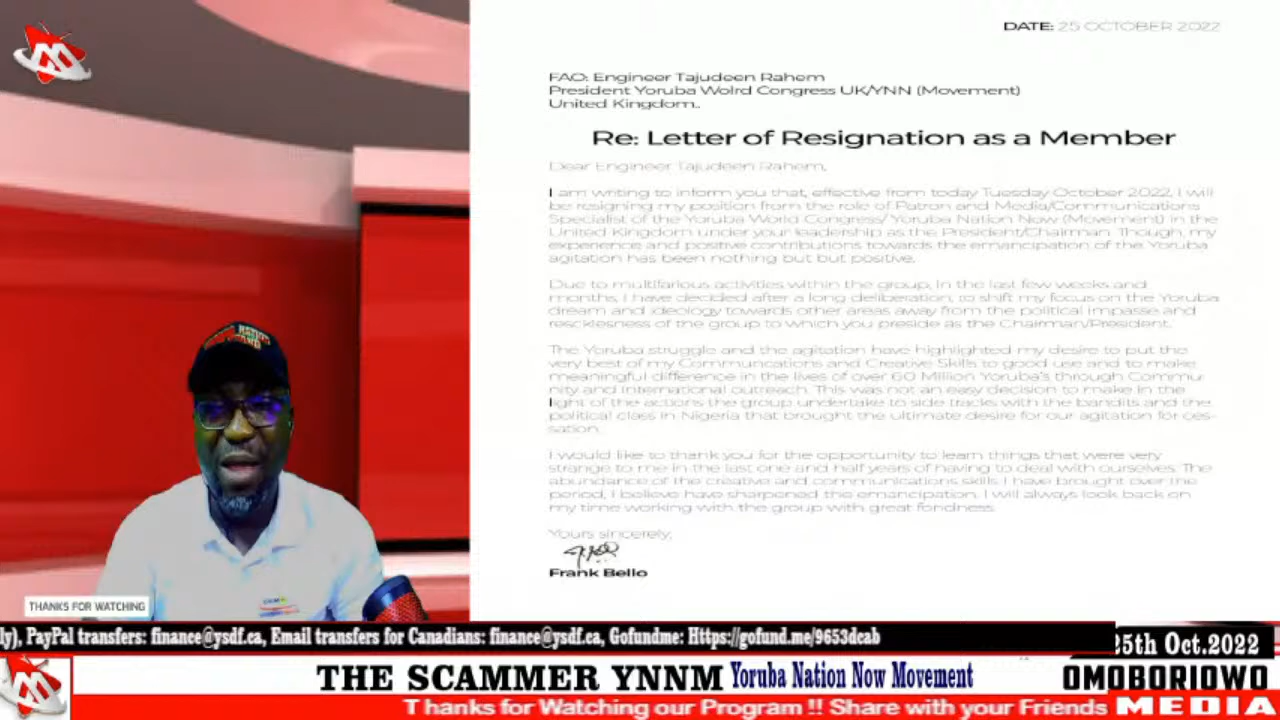 DATE: 25 OCTOBER 2022
FAO: Engineer Tajudeen Rahem
President Yoruba Wolrd Congress UK/YNN (Movement)
United Kingdom..
Re: Letter of Resignation as a Member
Dear Engineer Tajudeen Rahem,
I am writing to inform you that, effective from today Tuesday October 2022, I will
be resigning my position from the role of Patron and Media/Communications
Specialist of the Yoruba World Congress/ Yoruba Nation Now (Movement) in the
United Kingdom under your leadership as the President/Chairman. Though, my
experience and positive contributions towards the emancipation of the Yoruba
agitation has been nothing but but positive.
Due to multifarious activities within the group, in the last few weeks and
months, I have decided after a long deliberation, to shift my focus on the Yoruba
dream and ideology towards other areas away from the political impasse and
rescklesness of the group to which you preside as the Chairman/President.
The Yoruba struggle and the agitation have highlighted my desire to put the
very best of my Communcations and Creative Skills to good use and to make
meaningful difference in the lives of over 60 Million Yoruba's through Commu
nity and International outreach. This was not an easy decision to make in the
light of the actions the group undertake to side tracks with the bandits and the
political class in Nigeria that brought the ultimate desire for our agitation for ces-
sation.
I would like to thank you for the opportunity to learn things that were very
strange to me in the last one and half years of having to deal with ourselves. The
abundance of the creative and communications skills I have brought over the
period, I believe have sharpened the emancipation. I will always look back on
my time working with the group with great fondness.
Yours sincerely,
Frank Bello
THANKS FOR WATCHING
ly), PayPal transfers: finance@ysdf.ca, Email transfers for Canadians: finance@ysdf.ca, Gofundme: Https://gofund.me/9653dcab
25th Oct.2022
THE SCAMMER YNNM Yoruba Nation Now Movement
OMOBORIOWO
Thanks for Watching our Program !! Share with your Friends
MEDIA